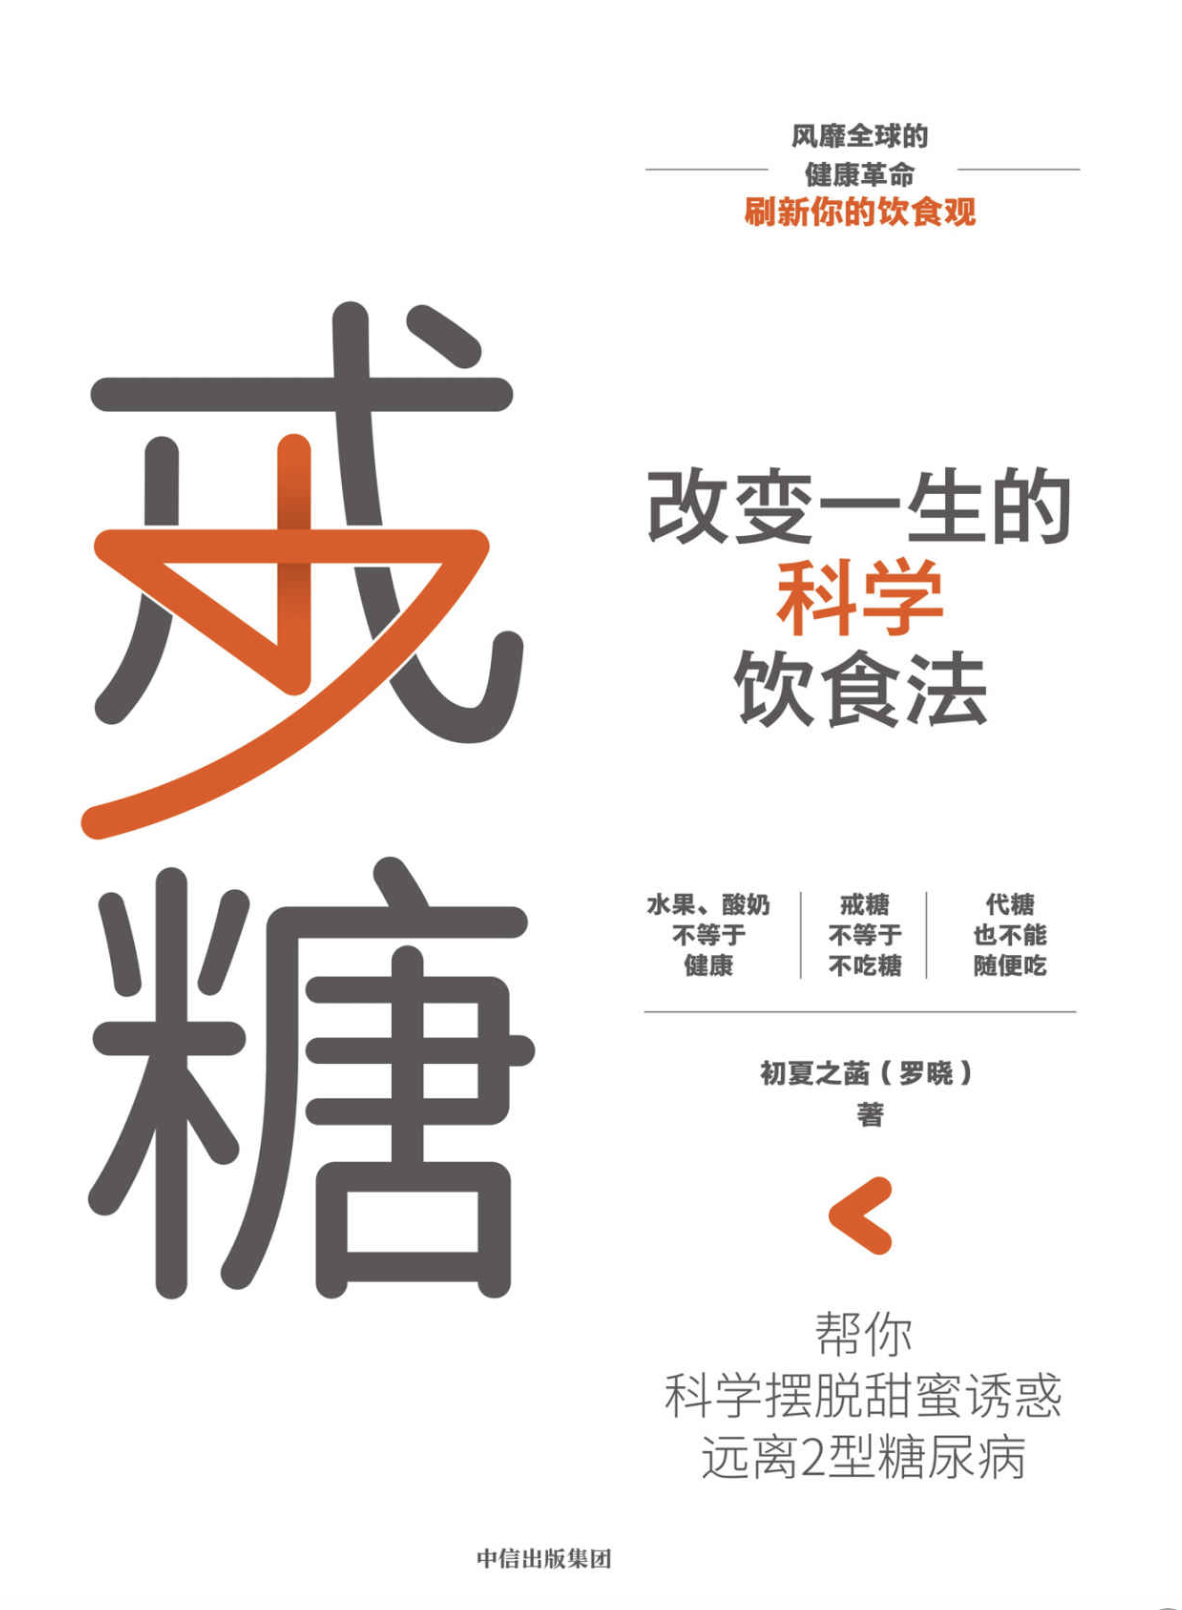 风靡全球的
健康革命
刷新你的饮食观
戒
糖
改变一生的
科学
饮食法
水果、酸奶
不等于
健康
戒糖
不等于
不吃糖
代糖
也不能
随便吃
初夏之菡（罗晓）
著
帮你
科学摆脱甜蜜诱惑
远离2型糖尿病
中信出版集团